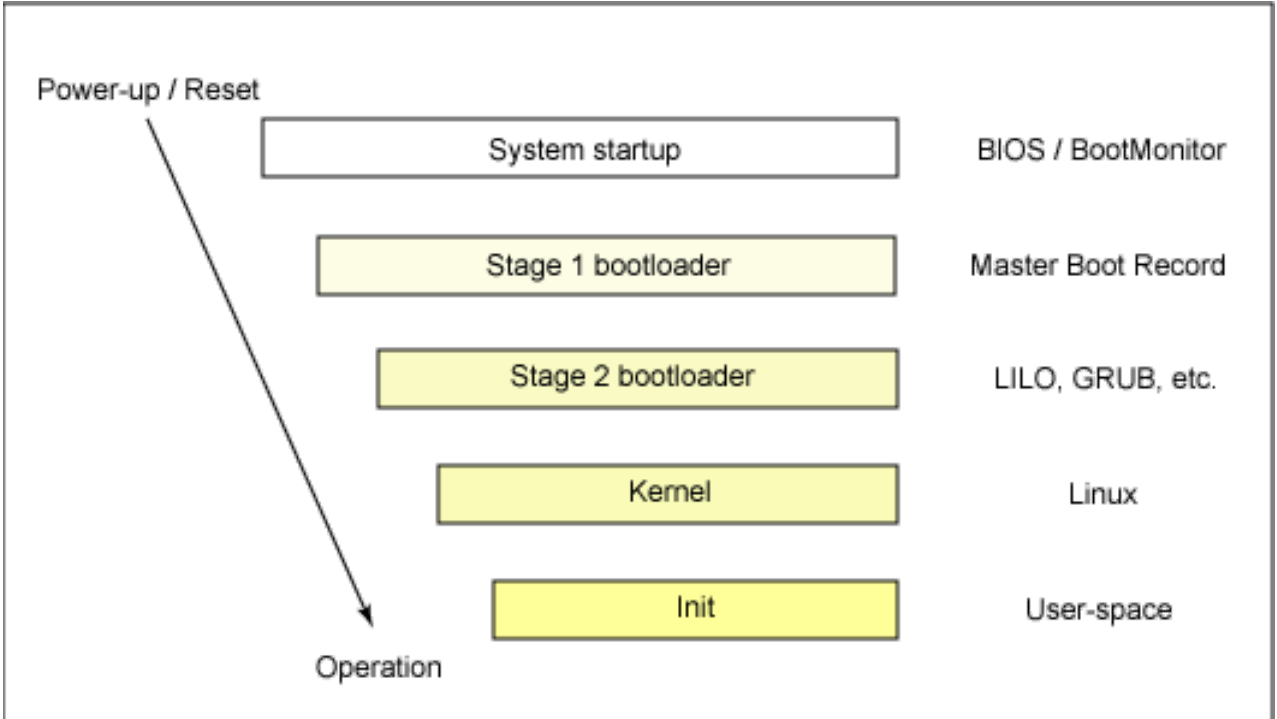 Power-up / Reset
System startup
BIOS / BootMonitor
Stage 1 bootloader
Master Boot Record
Stage 2 bootloader
LILO, GRUB, etc.
Kernel
Linux
Init
User-space
Operation